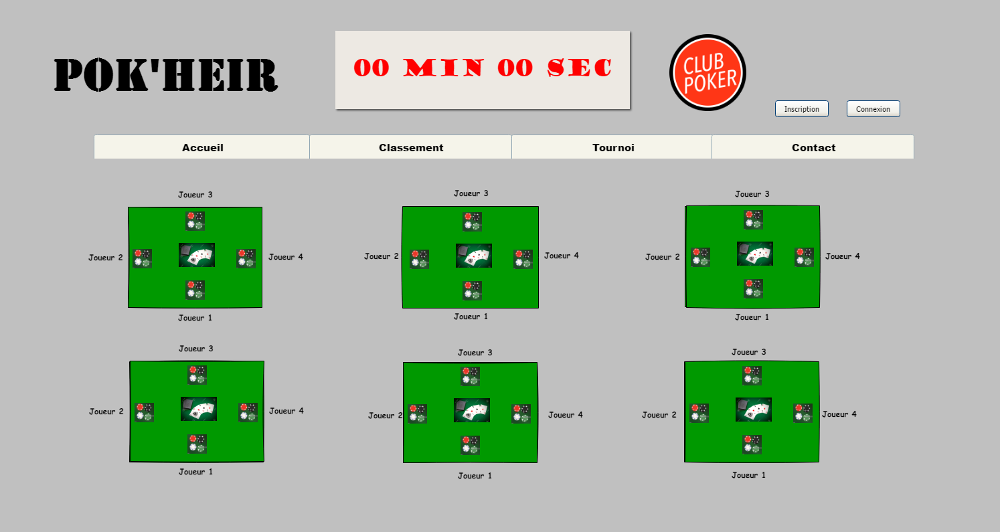 POK'HEIR
00 MIN 00 SEC
CLUB
POKER
Inscription
Connexion
Accueil
Classement
Tournoi
Contact
Joueur 3
Joueur 3
Joueur 3
Joueur 2
Joueur 4
Joueur 2
Joueur 4
Joueur 2
Joueur 4
Joueur 1
Joueur 1
Joueur 1
Joueur 3
Joueur 3
Joueur 3
Joueur 2
Joueur 4
Joueur 2
Joueur 4
Joueur 2
Joueur 4
Joueur 1
Joueur 1
Joueur 1